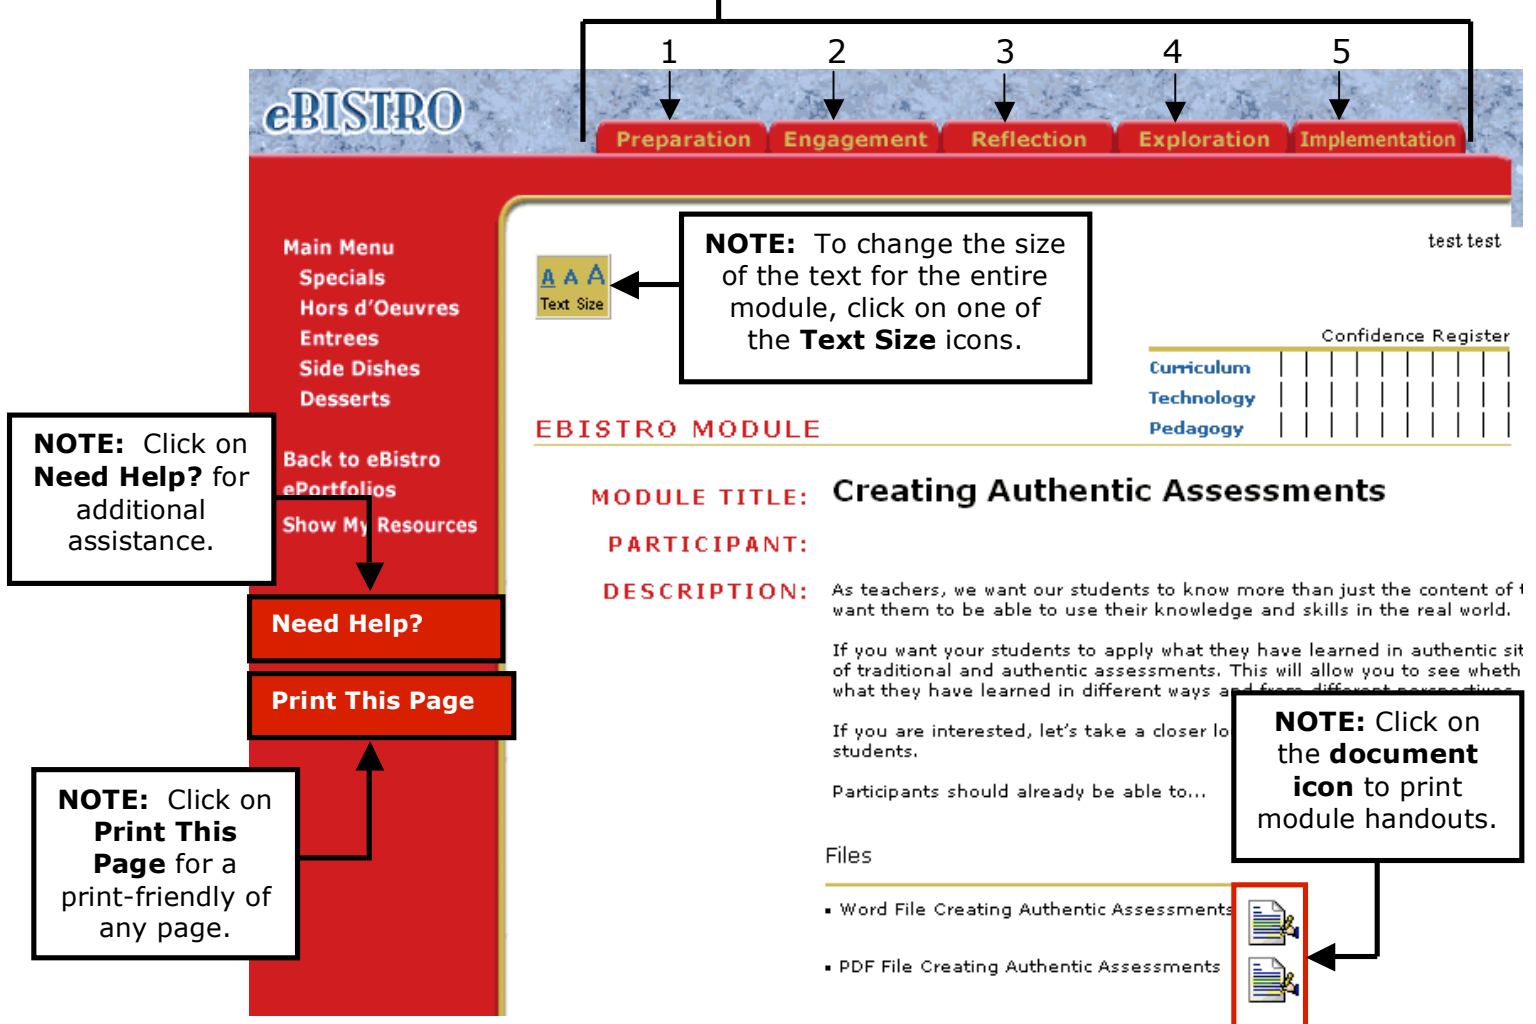 1 2 3 4 5
eBISTRO
Preparation Engagement Reflection Exploration Implementation
test test
Main Menu
Specials
Hors d'Oeuvres
Entrees
Side Dishes
Desserts
Back to eBistro
ePortfolios
Show My Resources
Need Help?
Print This Page
A A A
Text Size
NOTE: To change the size
of the text for the entire
module, click on one of
the Text Size icons.
Confidence Register
Curriculum
Technology
Pedagogy
NOTE: Click on
Need Help? for
additional
assistance.
NOTE: Click on
Print This
Page for a
print-friendly of
any page.
EBISTRO MODULE
MODULE TITLE: Creating Authentic Assessments
PARTICIPANT:
DESCRIPTION: As teachers, we want our students to know more than just the content of
want them to be able to use their knowledge and skills in the real world.
If you want your students to apply what they have learned in authentic sit
of traditional and authentic assessments. This will allow you to see wheth
what they have learned in different ways and from different perspectives
If you are interested, let's take a closer lo
students.
Participants should already be able to...
NOTE: Click on
the document
icon to print
module handouts.
Files
▪ Word File Creating Authentic Assessments
▪ PDF File Creating Authentic Assessments